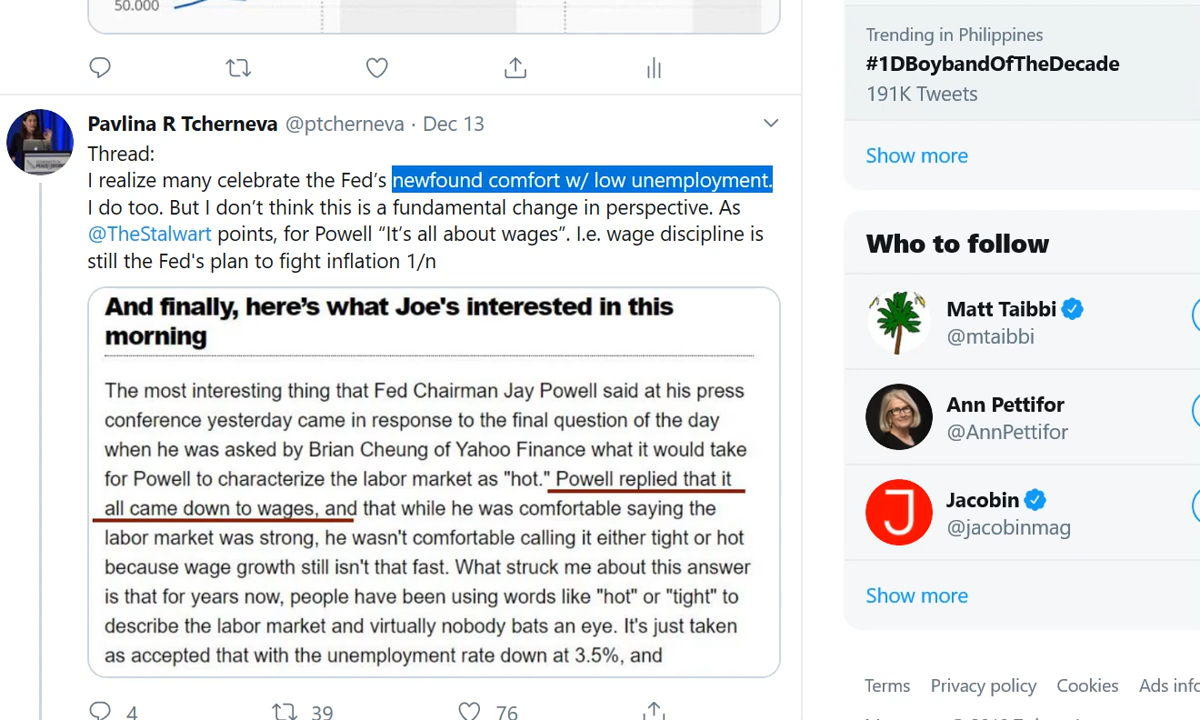 50.000
Pavlina R Tcherneva @ptcherneva · Dec 13
Thread:
I realize many celebrate the Fed's newfound comfort w/ low unemployment.
I do too. But I don't think this is a fundamental change in perspective. As
@TheStalwart points, for Powell “It's all about wages”. I.e. wage discipline is
still the Fed's plan to fight inflation 1/n
And finally, here's what Joe's interested in this
morning
The most interesting thing that Fed Chairman Jay Powell said at his press
conference yesterday came in response to the final question of the day
when he was asked by Brian Cheung of Yahoo Finance what it would take
for Powell to characterize the labor market as "hot." Powell replied that it
all came down to wages, and that while he was comfortable saying the
labor market was strong, he wasn't comfortable calling it either tight or hot
because wage growth still isn't that fast. What struck me about this answer
is that for years now, people have been using words like "hot" or "tight" to
describe the labor market and virtually nobody bats an eye. It's just taken
as accepted that with the unemployment rate down at 3.5%, and
4 39 76
Trending in Philippines
#1DBoybandOfTheDecade
191K Tweets
Show more
Who to follow
Matt Taibbi
@mtaibbi
Ann Pettifor
@AnnPettifor
Jacobin
@jacobinmag
Show more
Terms Privacy policy Cookies Ads info